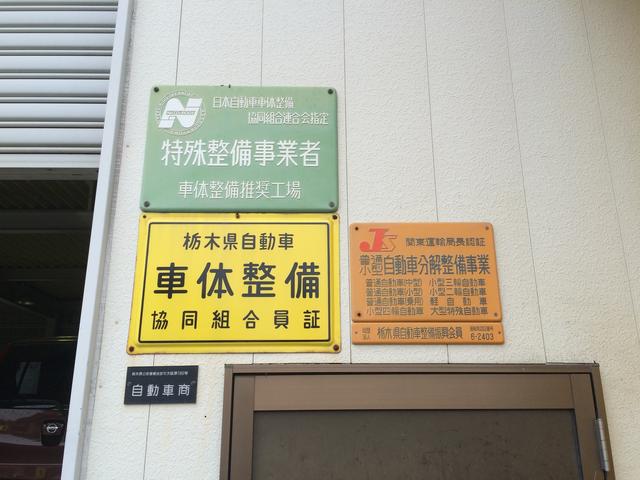 日本自動車車体整備
協同組合連合会指定
特殊整備事業者
車体整備推奨工場
栃木県自動車
車体整備
協同組合員証
自動車商
関東運輸局長認証
普通
小型
自動車分解整備事業
普通自動車(中型) 小型三輪自動車
普通自動車(小型) 小型二輪自動車
普通自動車(乗用) 軽自動車
小型四輪自動車 大型特殊自動車
社団法人 栃木県自動車整備振興会員
6-2403